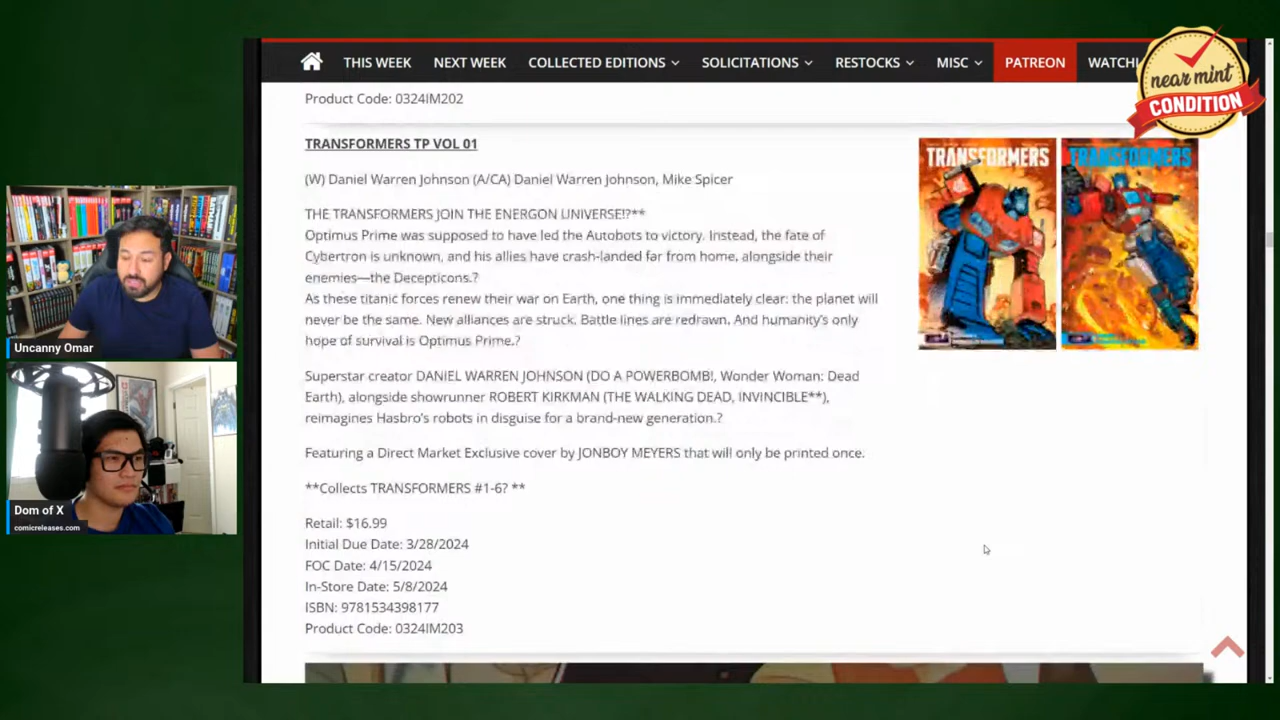 THIS WEEK NEXT WEEK COLLECTED EDITIONS SOLICITATIONS RESTOCKS MISC PATREON
near mint
CONDITION
Product Code: 0324IM202
TRANSFORMERS TP VOL 01
(W) Daniel Warren Johnson (A/CA) Daniel Warren Johnson, Mike Spicer
THE TRANSFORMERS JOIN THE ENERGON UNIVERSE!?**
Optimus Prime was supposed to have led the Autobots to victory. Instead, the fate of
Cybertron is unknown, and his allies have crash-landed far from home, alongside their
enemies—the Decepticons.?
As these titanic forces renew their war on Earth, one thing is immediately clear: the planet will
never be the same. New alliances are struck. Battle lines are redrawn. And humanity's only
hope of survival is Optimus Prime.?
Superstar creator DANIEL WARREN JOHNSON (DO A POWERBOMB!, Wonder Woman: Dead
Earth), alongside showrunner ROBERT KIRKMAN (THE WALKING DEAD, INVINCIBLE**),
reimagines Hasbro's robots in disguise for a brand-new generation.?
Featuring a Direct Market Exclusive cover by JONBOY MEYERS that will only be printed once.
**Collects TRANSFORMERS #1-6? **
Retail: $16.99
Initial Due Date: 3/28/2024
FOC Date: 4/15/2024
In-Store Date: 5/8/2024
ISBN: 9781534398177
Product Code: 0324IM203
TRANSFORMERS
TRANSFORMERS
Uncanny Omar
Dom of X
comicreleases.com